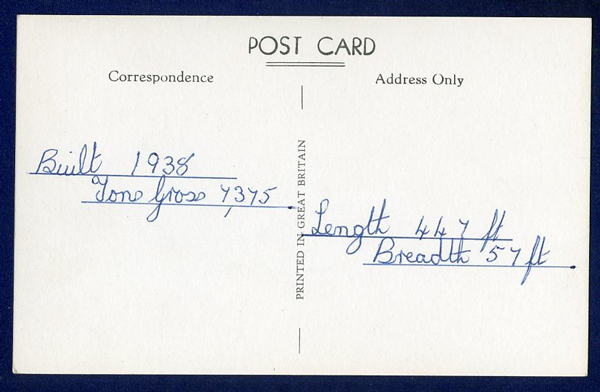 POST CARD
Correspondence
Address Only
Built 1938
Tons Gross 7375
PRINTED IN GREAT BRITAIN
Length 447 ft
Breadth 57 ft